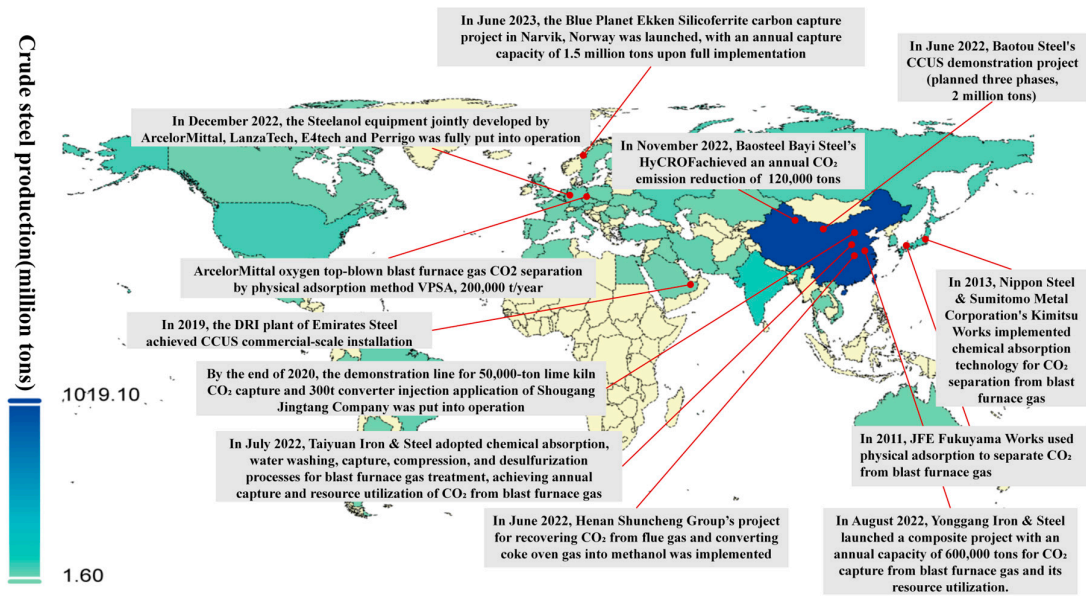 Crude steel production(million tons)
1019.10
1.60
In June 2023, the Blue Planet Ekken Silicoferrite carbon capture
project in Narvik, Norway was launched, with an annual capture
capacity of 1.5 million tons upon full implementation
In June 2022, Baotou Steel's
CCUS demonstration project
(planned three phases,
2 million tons)
In December 2022, the Steelanol equipment jointly developed by
ArcelorMittal, LanzaTech, E4tech and Perrigo was fully put into operation
In November 2022, Baosteel Bayi Steel's
HyCROFachieved an annual CO₂
emission reduction of 120,000 tons
ArcelorMittal oxygen top-blown blast furnace gas CO2 separation
by physical adsorption method VPSA, 200,000 t/year
In 2019, the DRI plant of Emirates Steel
achieved CCUS commercial-scale installation
In 2013, Nippon Steel
& Sumitomo Metal
Corporation's Kimitsu
Works implemented
chemical absorption
technology for CO₂
separation from blast
furnace gas
By the end of 2020, the demonstration line for 50,000-ton lime kiln
CO₂ capture and 300t converter injection application of Shougang
Jingtang Company was put into operation
In July 2022, Taiyuan Iron & Steel adopted chemical absorption,
water washing, capture, compression, and desulfurization
processes for blast furnace gas treatment, achieving annual
capture and resource utilization of CO₂ from blast furnace gas
In 2011, JFE Fukuyama Works used
physical adsorption to separate CO₂
from blast furnace gas
In June 2022, Henan Shuncheng Group's project
for recovering CO₂ from flue gas and converting
coke oven gas into methanol was implemented
In August 2022, Yonggang Iron & Steel
launched a composite project with an
annual capacity of 600,000 tons for CO₂
capture from blast furnace gas and its
resource utilization.